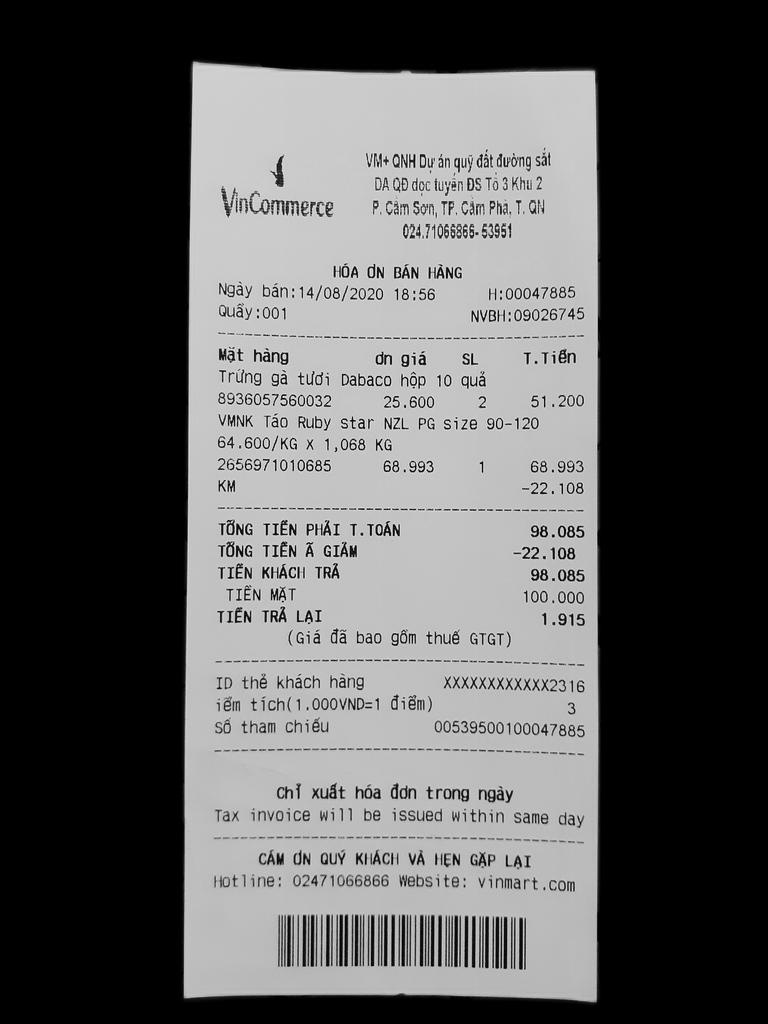 VinCommerce
VM+ QNH Dự án quỹ đất đường sắt
DA QĐ dọc tuyến ĐS Tổ 3 Khu 2
P. Cẩm Sơn, TP. Cẩm Phả, T. QN
024.71066866-53951
HÓA ƠN BÁN HÀNG
Ngày bán:14/08/2020 18:56 H:00047885
Quầy:001 NVBH:09026745
Mặt hàng ơn giá SL T.Tiền
Trứng gà tươi Dabaco hộp 10 quả
8936057560032 25.600 2 51.200
VMNK Táo Ruby star NZL PG size 90-120
64.600/KG X 1,068 KG
2656971010685 68.993 1 68.993
KM -22.108
TỔNG TIỀN PHẢI T.TOÁN 98.085
TỔNG TIỀN Ã GIẢM -22.108
TIỀN KHÁCH TRẢ 98.085
TIỀN MẶT 100.000
TIỀN TRẢ LẠI 1.915
(Giá đã bao gồm thuế GTGT)
ID thẻ khách hàng XXXXXXXXXXXX2316
iểm tích(1.000VND=1 điểm) 3
Số tham chiếu 00539500100047885
Chỉ xuất hóa đơn trong ngày
Tax invoice will be issued within same day
CÁM ƠN QUÝ KHÁCH VÀ HẸN GẶP LẠI
Hotline: 02471066866 Website: vinmart.com